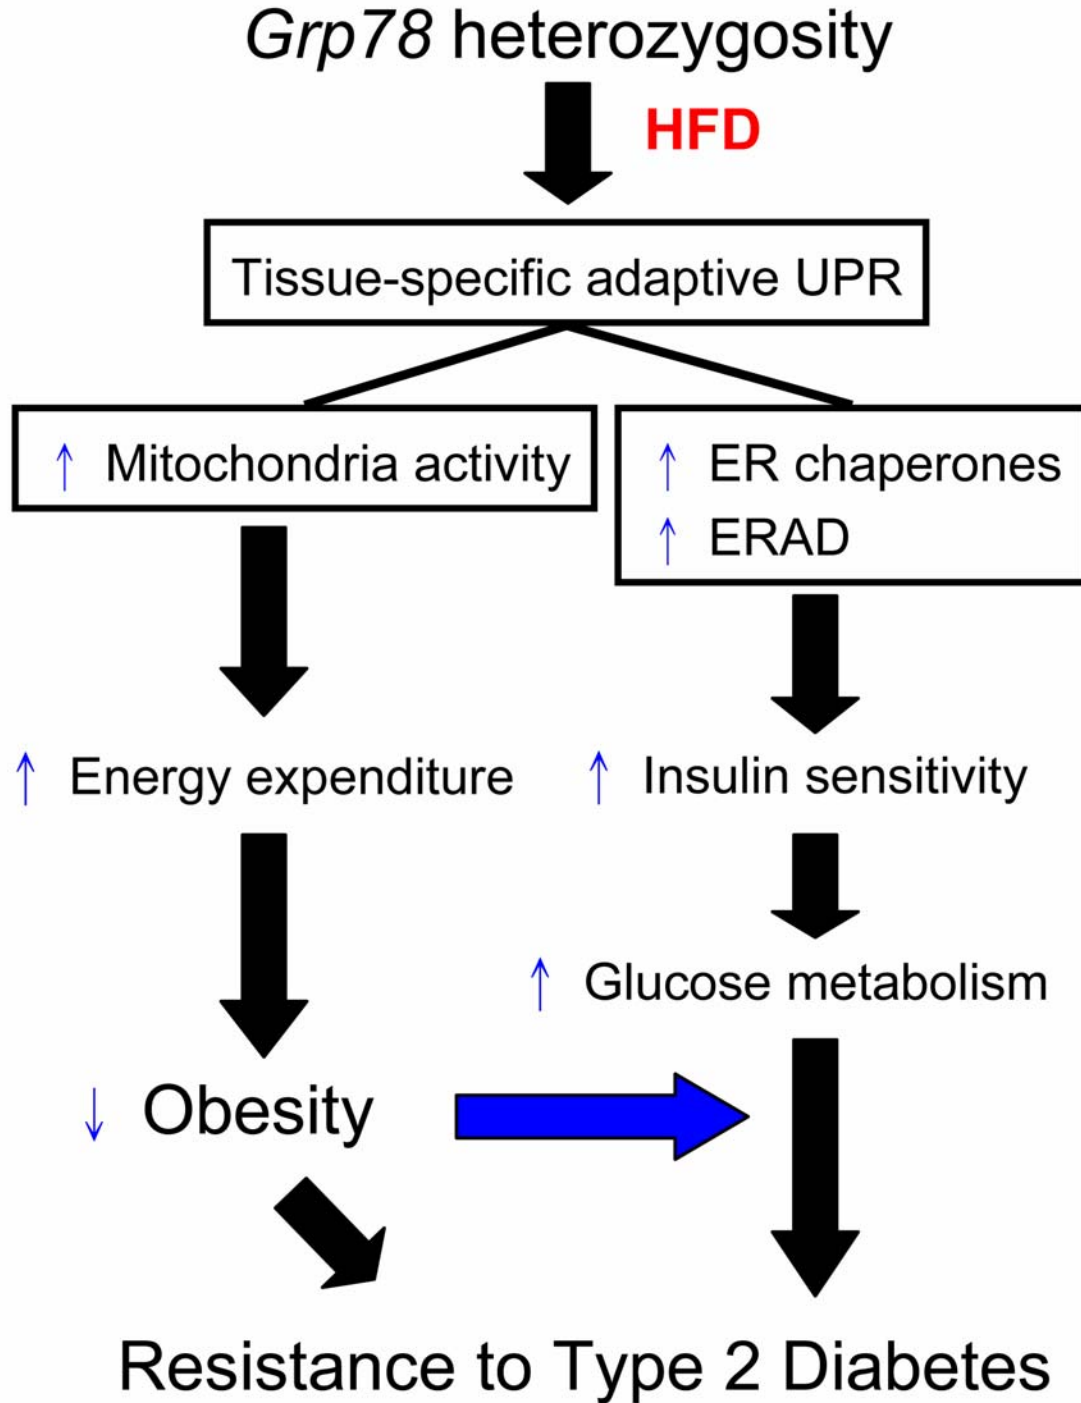 Grp78 heterozygosity
HFD
Tissue-specific adaptive UPR
↑ Mitochondria activity
↑ ER chaperones
↑ ERAD
↑ Energy expenditure
↑ Insulin sensitivity
↑ Glucose metabolism
↓ Obesity
Resistance to Type 2 Diabetes